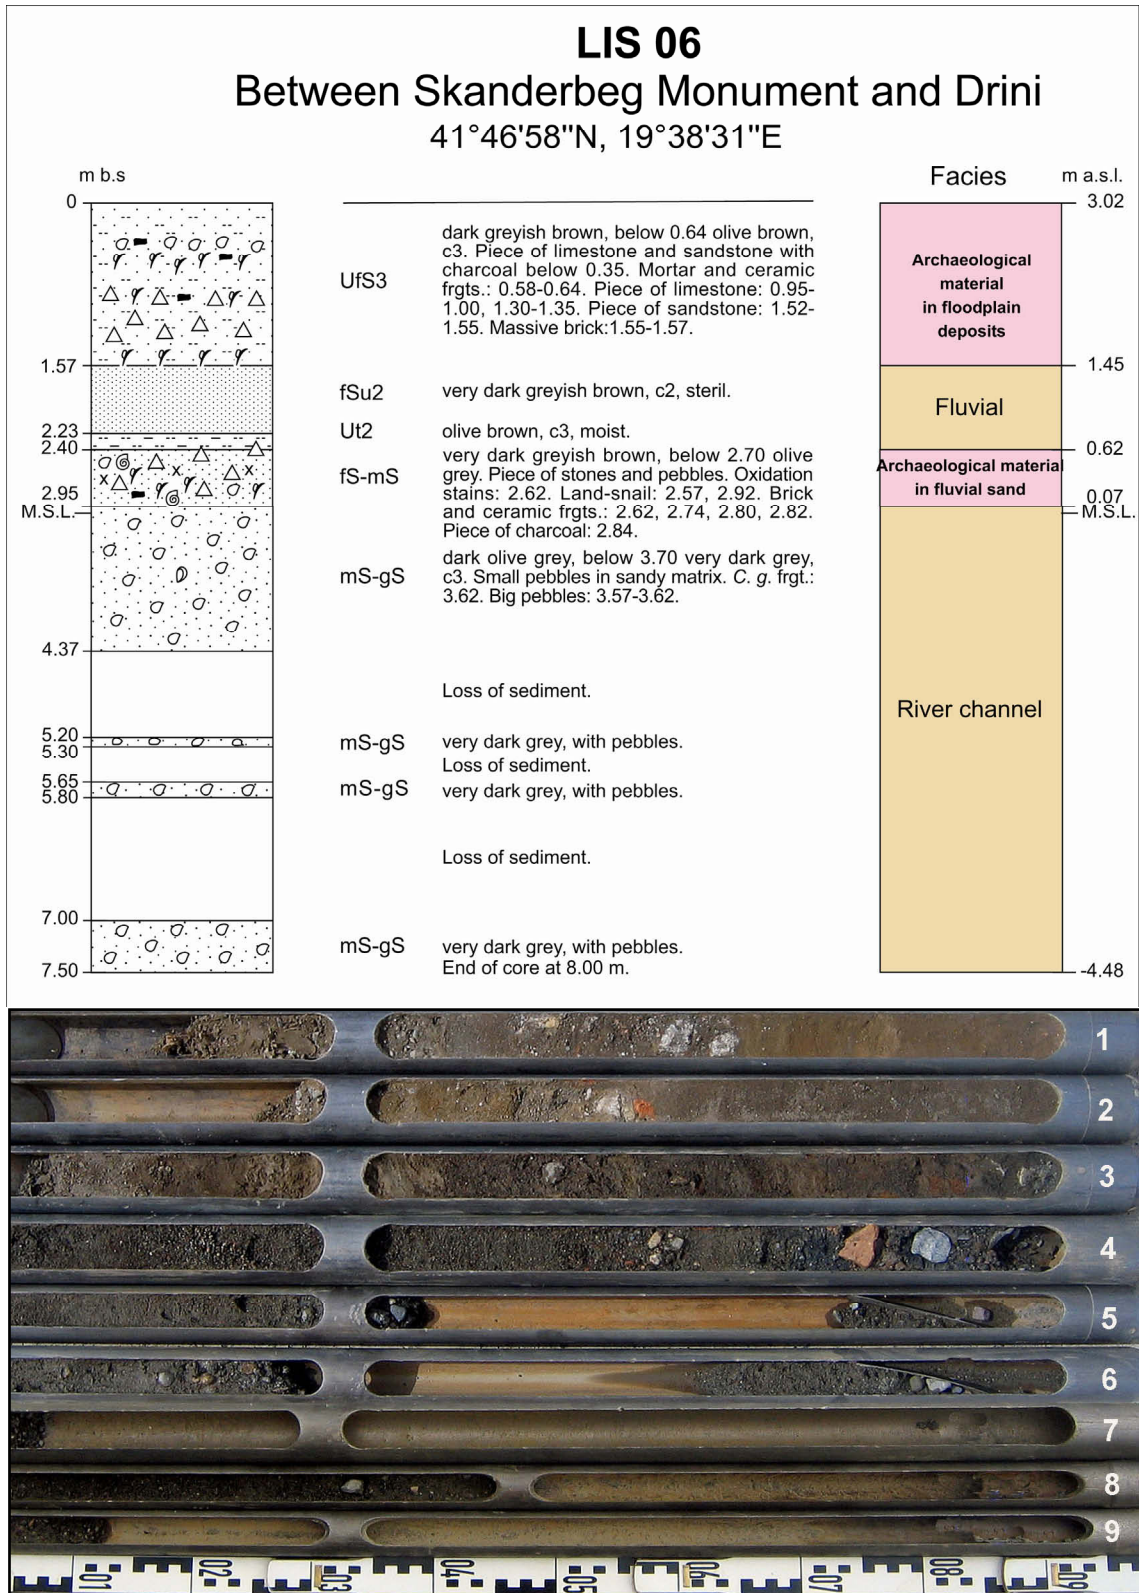 LIS 06
Between Skanderbeg Monument and Drini
41°46'58"N, 19°38'31"E
m b.s
Facies
m a.s.l.
0
3.02
UfS3
dark greyish brown, below 0.64 olive brown,
c3. Piece of limestone and sandstone with
charcoal below 0.35. Mortar and ceramic
frgts.: 0.58-0.64. Piece of limestone: 0.95-
1.00, 1.30-1.35. Piece of sandstone: 1.52-
1.55. Massive brick:1.55-1.57.
Archaeological
material
in floodplain
deposits
1.57
1.45
fSu2
very dark greyish brown, c2, steril.
Fluvial
2.23
Ut2
olive brown, c3, moist.
2.40
0.62
fS-mS
very dark greyish brown, below 2.70 olive
grey. Piece of stones and pebbles. Oxidation
stains: 2.62. Land-snail: 2.57, 2.92. Brick
and ceramic frgts.: 2.62, 2.74, 2.80, 2.82.
Piece of charcoal: 2.84.
Archaeological material
in fluvial sand
2.95
0.07
M.S.L.
M.S.L.
mS-gS
dark olive grey, below 3.70 very dark grey,
c3. Small pebbles in sandy matrix. C. g. frgt.:
3.62. Big pebbles: 3.57-3.62.
4.37
Loss of sediment.
River channel
5.20
mS-gS
very dark grey, with pebbles.
5.30
Loss of sediment.
5.65
mS-gS
very dark grey, with pebbles.
5.80
Loss of sediment.
7.00
mS-gS
very dark grey, with pebbles.
End of core at 8.00 m.
7.50
-4.48
1
2
3
4
5
6
7
8
9
01
02
03
04
05
06
07
08
09